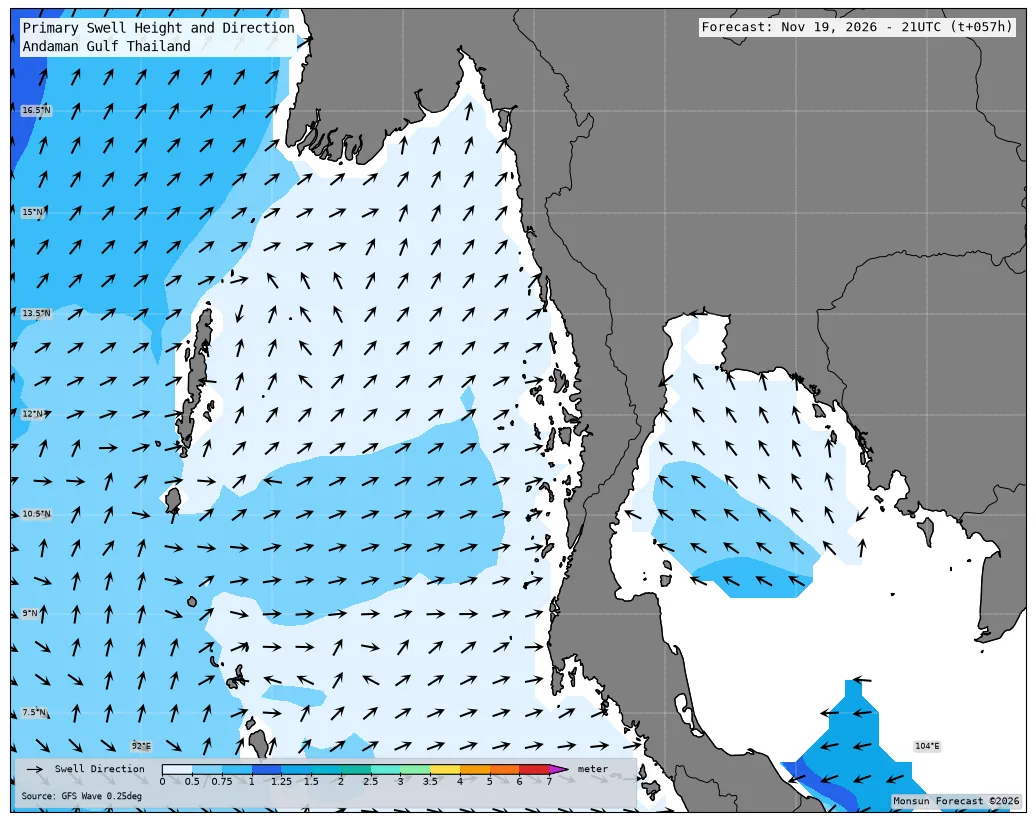 Primary Swell Height and Direction
Andaman Gulf Thailand
Forecast: Nov 19, 2026 - 21UTC (t+057h)
16.5°N
15°N
13.5°N
12°N
10.5°N
9°N
7.5°N
92°E
104°E
Swell Direction
0 0.5 0.75 1 1.25 1.5 2 2.5 3 3.5 4 5 6 7
meter
Source: GFS Wave 0.25deg
Monsun Forecast ©2026